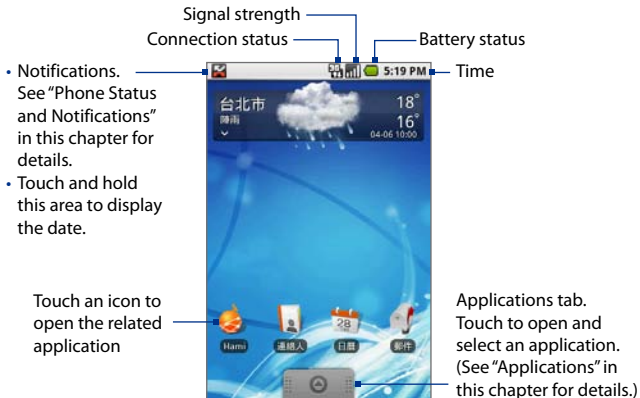 Signal strength
Connection status
Battery status
Time
• Notifications.
See “Phone Status
and Notifications”
in this chapter for
details.
• Touch and hold
this area to display
the date.
5:19 PM
台北市
陣雨
18°
16°
04-06 10:00
Touch an icon to
open the related
application
28
Hami
連絡人
日曆
郵件
Applications tab.
Touch to open and
select an application.
(See “Applications” in
this chapter for details.)